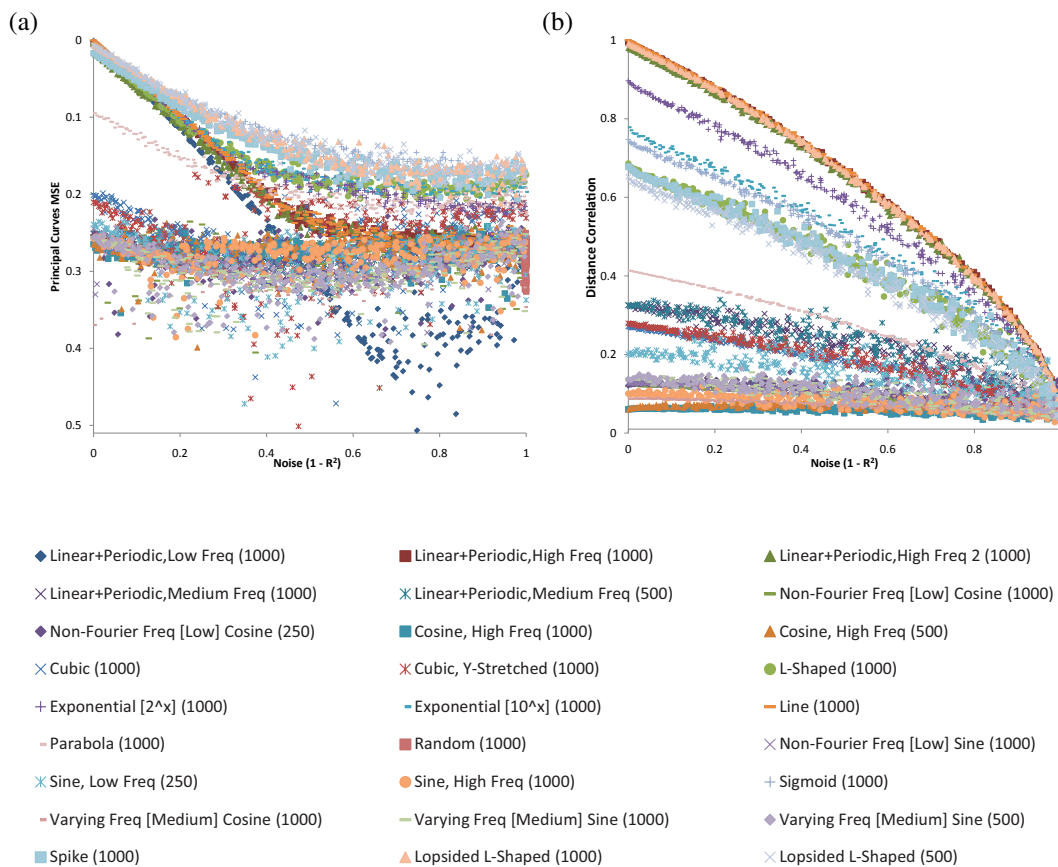 (a)
(b)
0
0.1
0.2
0.3
0.4
0.5
Principal Curves MSE
0 0.2 0.4 0.6 0.8 1
Noise (1 - R²)
1
0.8
0.6
0.4
0.2
0
Distance Correlation
0 0.2 0.4 0.6 0.8
Noise (1 - R²)
Linear+Periodic,Low Freq (1000)
Linear+Periodic,High Freq (1000)
Linear+Periodic,High Freq 2 (1000)
Linear+Periodic,Medium Freq (1000)
Linear+Periodic,Medium Freq (500)
Non-Fourier Freq [Low] Cosine (1000)
Non-Fourier Freq [Low] Cosine (250)
Cosine, High Freq (1000)
Cosine, High Freq (500)
Cubic (1000)
Cubic, Y-Stretched (1000)
L-Shaped (1000)
Exponential [2^x] (1000)
Exponential [10^x] (1000)
Line (1000)
Parabola (1000)
Random (1000)
Non-Fourier Freq [Low] Sine (1000)
Sine, Low Freq (250)
Sine, High Freq (1000)
Sigmoid (1000)
Varying Freq [Medium] Cosine (1000)
Varying Freq [Medium] Sine (1000)
Varying Freq [Medium] Sine (500)
Spike (1000)
Lopsided L-Shaped (1000)
Lopsided L-Shaped (500)